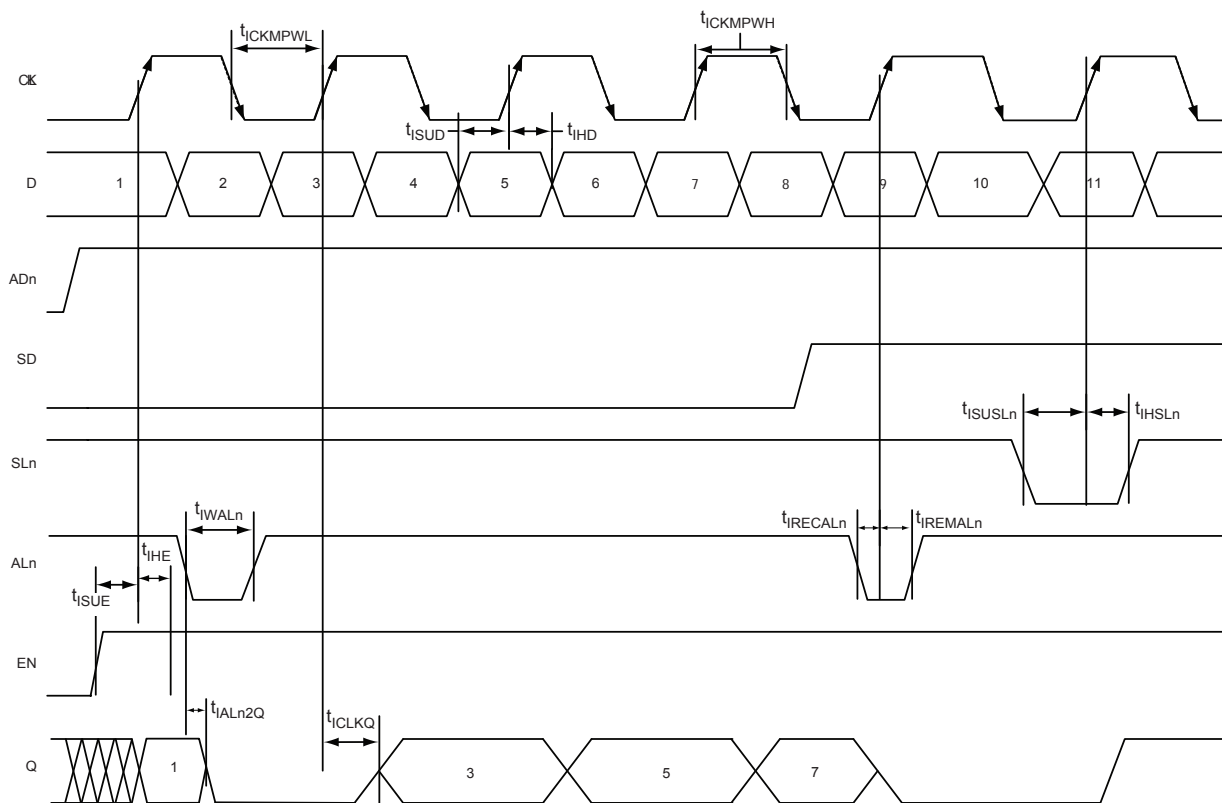 tICKMPWL
tICKMPWH
CLK
tISUD
tIHD
D
1 2 3 4 5 6 7 8 9 10 11
ADn
SD
tISUSLn
tIHSLn
SLn
tIWALn
tIRECALn
tIREMALn
ALn
tIHE
tISUE
EN
tIALn2Q
tICLKQ
Q
1 3 5 7